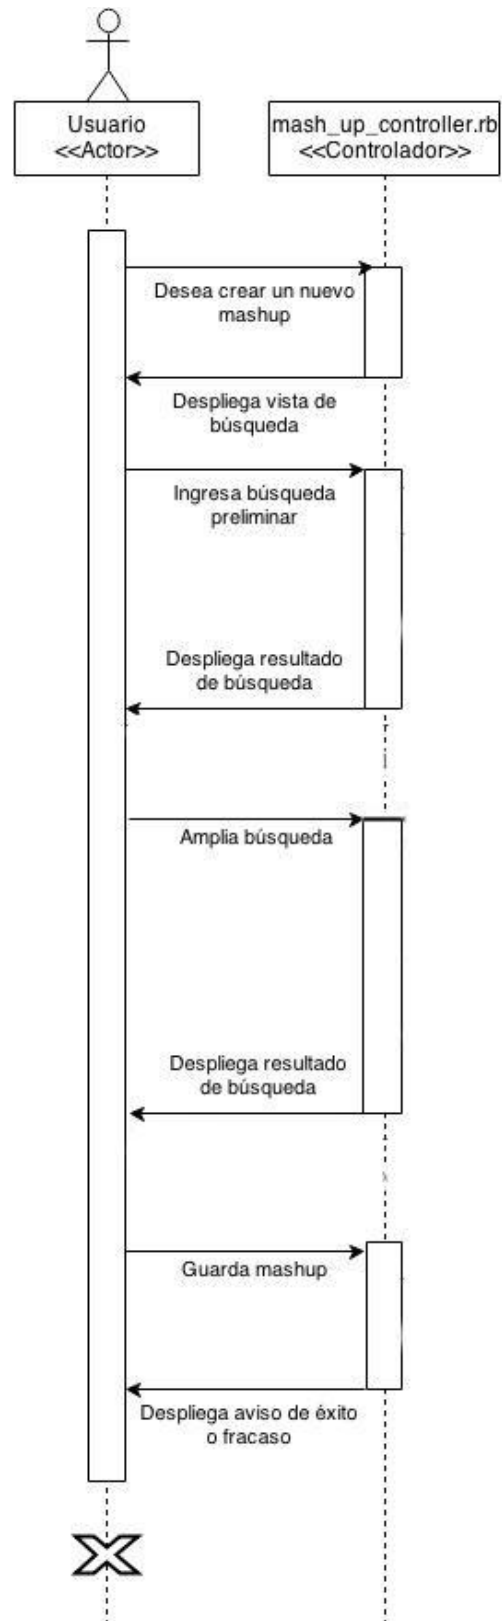 Usuario
<<Actor>>
mash_up_controller.rb
<<Controlador>>
Desea crear un nuevo
mashup
Despliega vista de
búsqueda
Ingresa búsqueda
preliminar
Despliega resultado
de búsqueda
Amplia búsqueda
Despliega resultado
de búsqueda
Guarda mashup
Despliega aviso de éxito
o fracaso